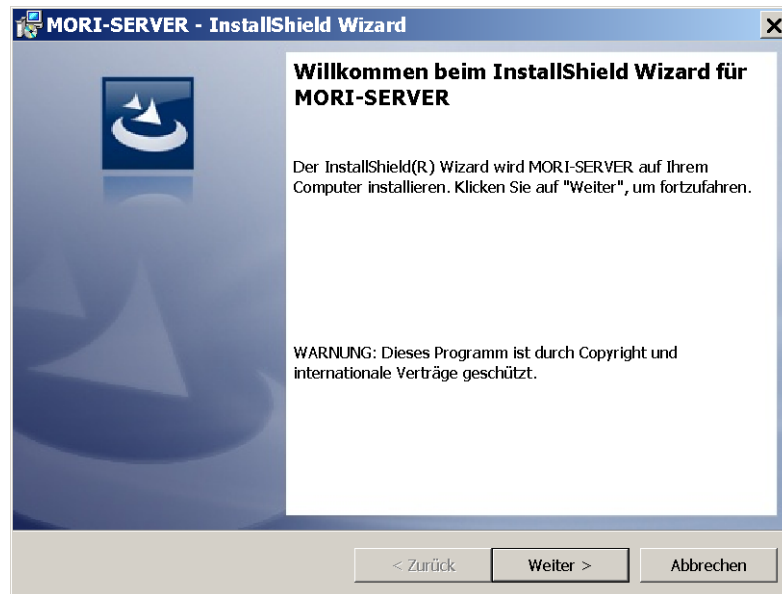 MORI-SERVER - InstallShield Wizard
Willkommen beim InstallShield Wizard für
MORI-SERVER
Der InstallShield(R) Wizard wird MORI-SERVER auf Ihrem
Computer installieren. Klicken Sie auf "Weiter", um fortzufahren.
WARNUNG: Dieses Programm ist durch Copyright und
internationale Verträge geschützt.
< Zurück
Weiter >
Abbrechen